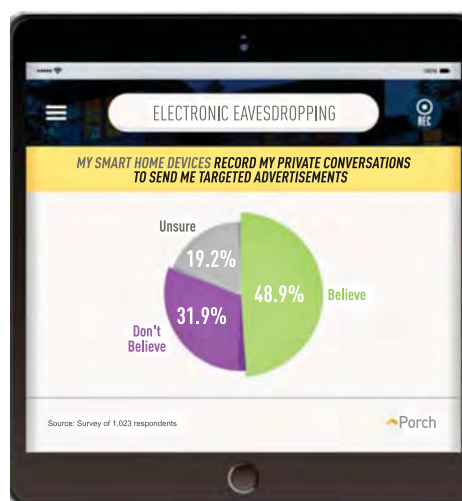 ELECTRONIC EAVESDROPPING
REC
MY SMART HOME DEVICES RECORD MY PRIVATE CONVERSATIONS
TO SEND ME TARGETED ADVERTISEMENTS
Unsure
19.2%
48.9%
Believe
31.9%
Don't
Believe
Source: Survey of 1,023 respondents
Porch